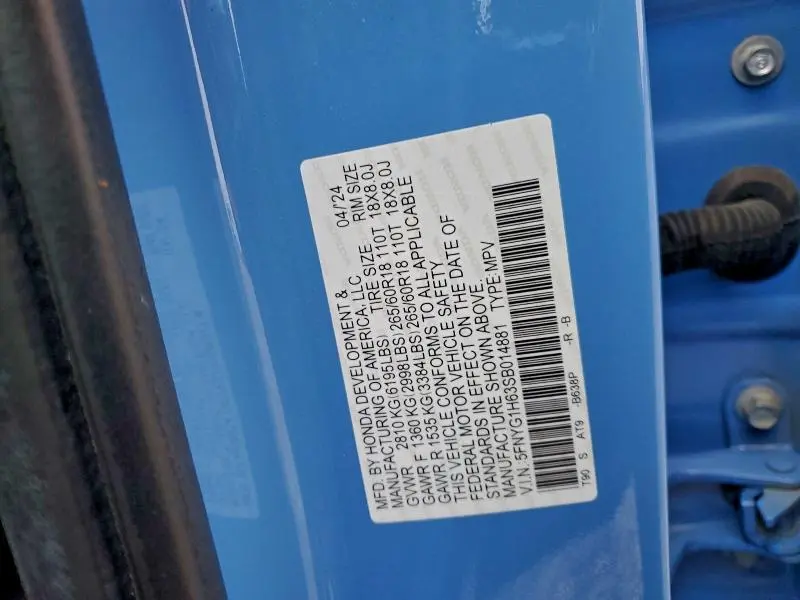 MFD. BY HONDA DEVELOPMENT & 04/'24
MANUFACTURING OF AMERICA, LLC
TIRE SIZE RIM SIZE
GVWR 2810 KG(6195LBS)
GAWR F 1360 KG(2998LBS) 265/60R18 110T 18X8.0J
GAWR R 1535 KG(3384LBS) 265/60R18 110T 18X8.0J
THIS VEHICLE CONFORMS TO ALL APPLICABLE
FEDERAL MOTOR VEHICLE SAFETY
STANDARDS IN EFFECT ON THE DATE OF
MANUFACTURE SHOWN ABOVE
V.I.N.:5FNYG1H63SB014881 TYPE:MPV
T90 S AT9 -B638P -R -B